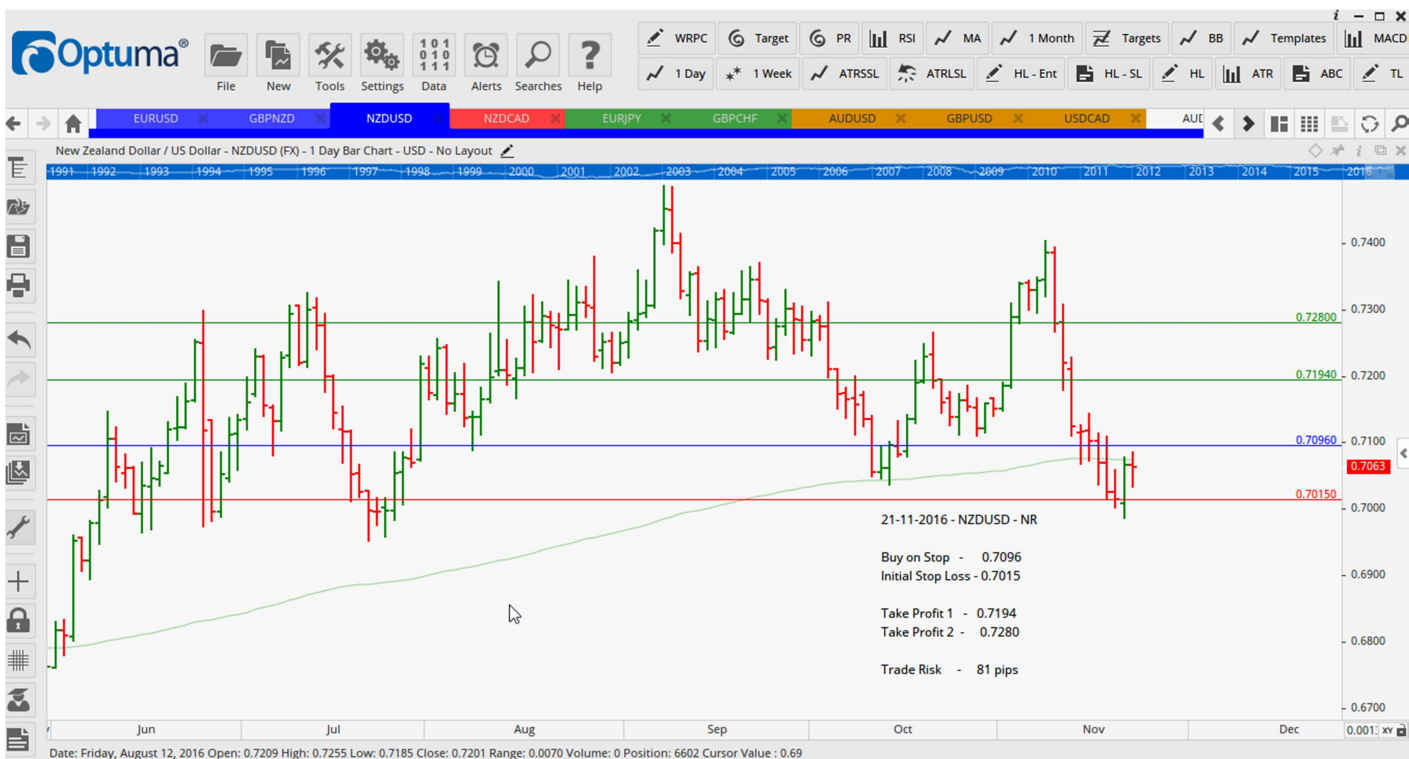 i
Optuma®
WRPC Target PR RSI MA 1 Month Targets BB Templates MACD
1 Day 1 Week ATRSSL ATRLSL HL - Ent HL - SL HL ATR ABC TL
101
010
111
File New Tools Settings Data Alerts Searches Help
EURUSD GBPNZD NZDUSD NZDCAD EURJPY GBPCHF AUDUSD GBPUSD USDCAD
New Zealand Dollar / US Dollar - NZDUSD (FX) - 1 Day Bar Chart - USD - No Layout
1991 1992 1993 1994 1995 1996 1997 1998 1999 2000 2001 2002 2003 2004 2005 2006 2007 2008 2009 2010 2011 2012 2013 2014 2015 2016
0.7400
0.7300
0.72800
0.7200
0.71940
0.7100
0.70960
0.7063
0.70150
0.7000
21-11-2016 - NZDUSD - NR
Buy on Stop - 0.7096
Initial Stop Loss - 0.7015
0.6900
Take Profit 1 - 0.7194
Take Profit 2 - 0.7280
0.6800
Trade Risk - 81 pips
0.6700
Jun Jul Aug Sep Oct Nov Dec
XY
Date: Friday, August 12, 2016 Open: 0.7209 High: 0.7255 Low: 0.7185 Close: 0.7201 Range: 0.0070 Volume: 0 Position: 6602 Cursor Value : 0.69